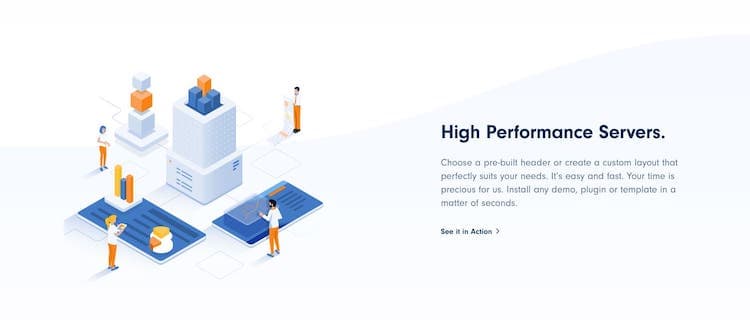 High Performance Servers.
Choose a pre-built header or create a custom layout that
perfectly suits your needs. It's easy and fast. Your time is
precious for us. Install any demo, plugin or template in a
matter of seconds.
See it in Action